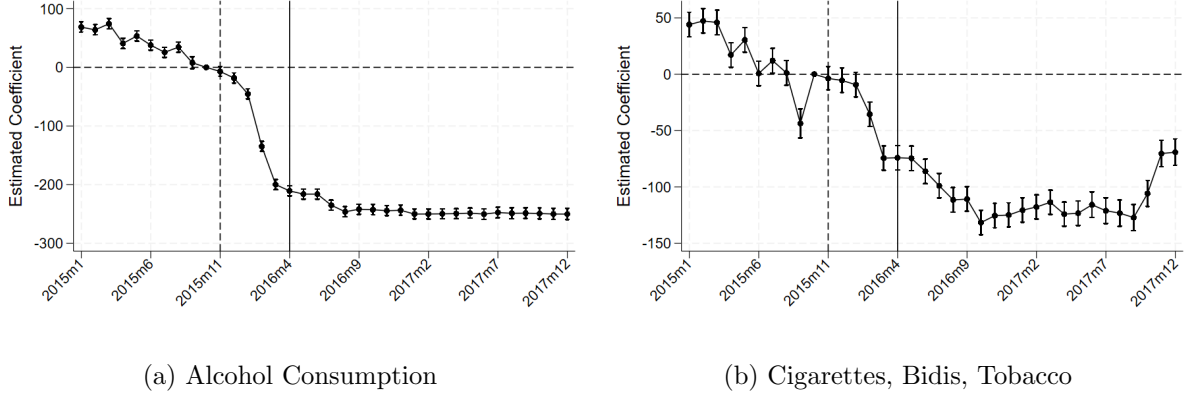 100
0
-100
-200
-300
Estimated Coefficient
2015m1
2015m6
2015m11
2016m4
2016m9
2017m2
2017m7
2017m12
(a) Alcohol Consumption
50
0
-50
-100
-150
Estimated Coefficient
2015m1
2015m6
2015m11
2016m4
2016m9
2017m2
2017m7
2017m12
(b) Cigarettes, Bidis, Tobacco